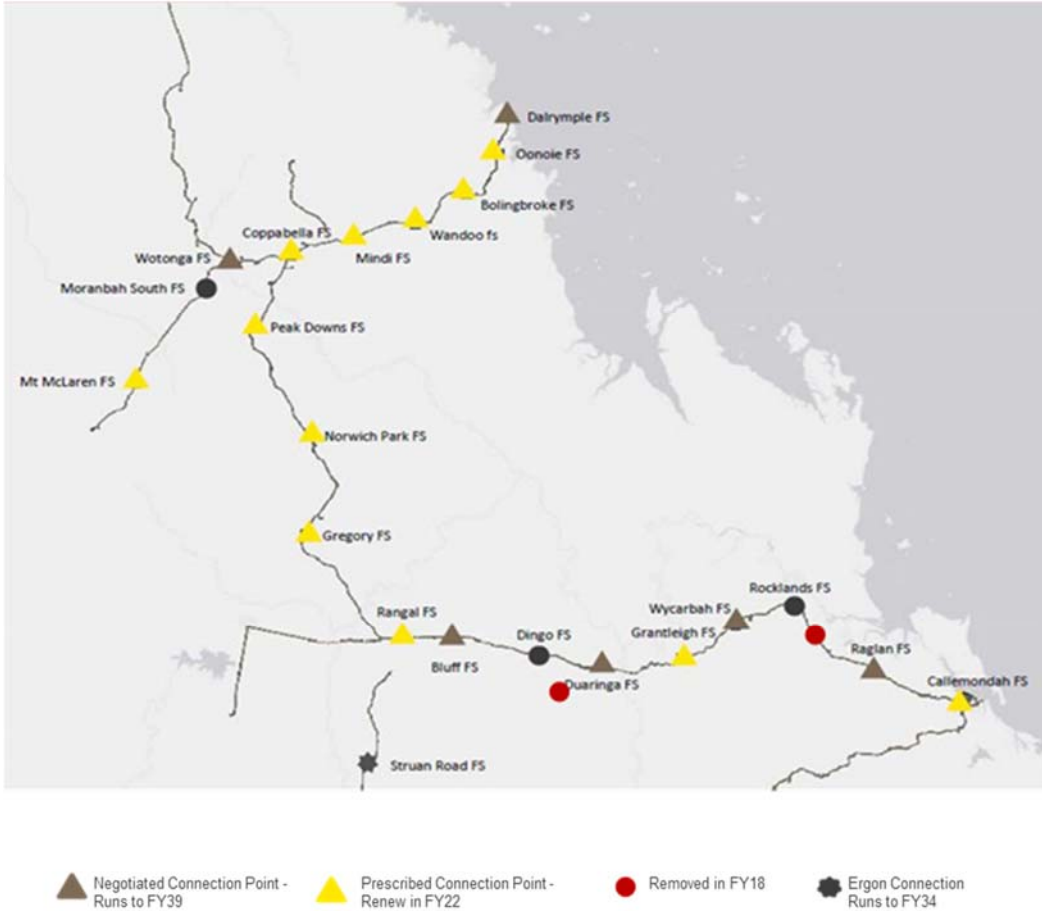 Dalrymple FS
Oonoie FS
Bolingbroke FS
Wandoo fs
Coppabella FS
Mindi FS
Wotonga FS
Moranbah South FS
Peak Downs FS
Mt McLaren FS
Norwich Park FS
Gregory FS
Rocklands FS
Wycarbah FS
Rangal FS
Dingo FS
Grantleigh FS
Raglan FS
Bluff FS
Duaringa FS
Callemondah FS
Struan Road FS
Negotiated Connection Point -
Runs to FY39
Prescribed Connection Point -
Renew in FY22
Removed in FY18
Ergon Connection
Runs to FY34